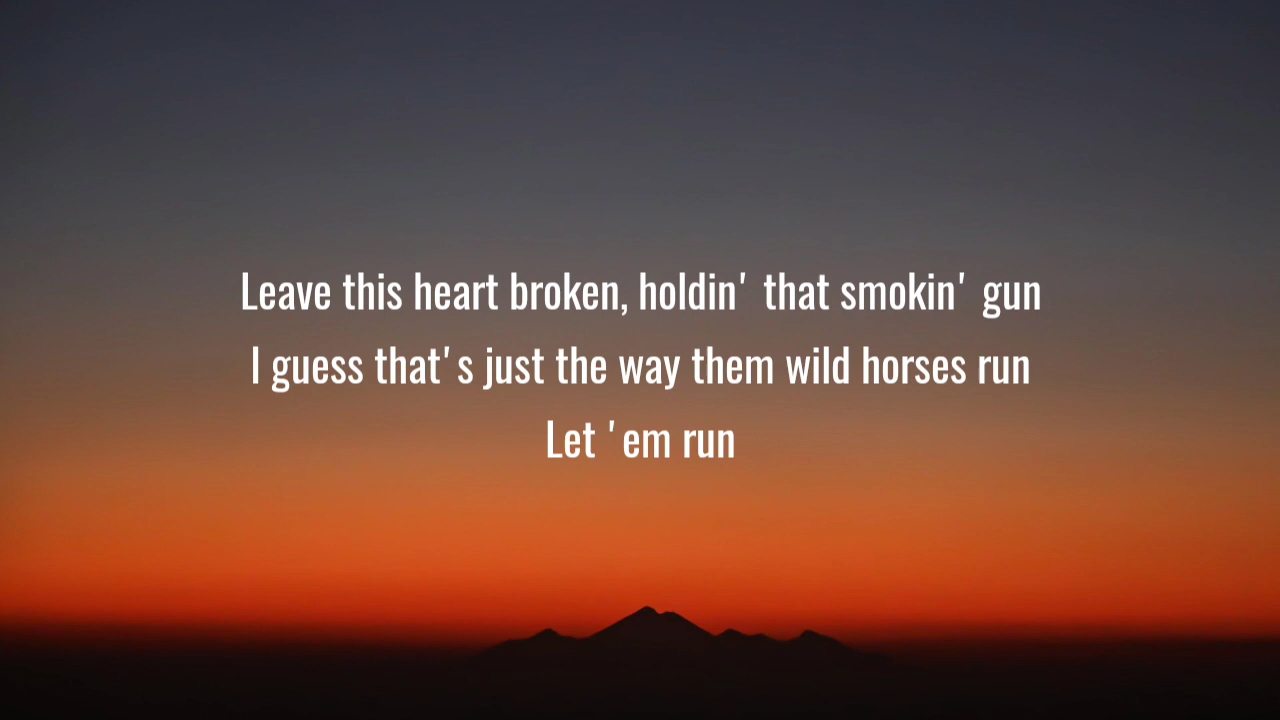 Leave this heart broken, holdin' that smokin' gun
I guess that's just the way them wild horses run
Let 'em run